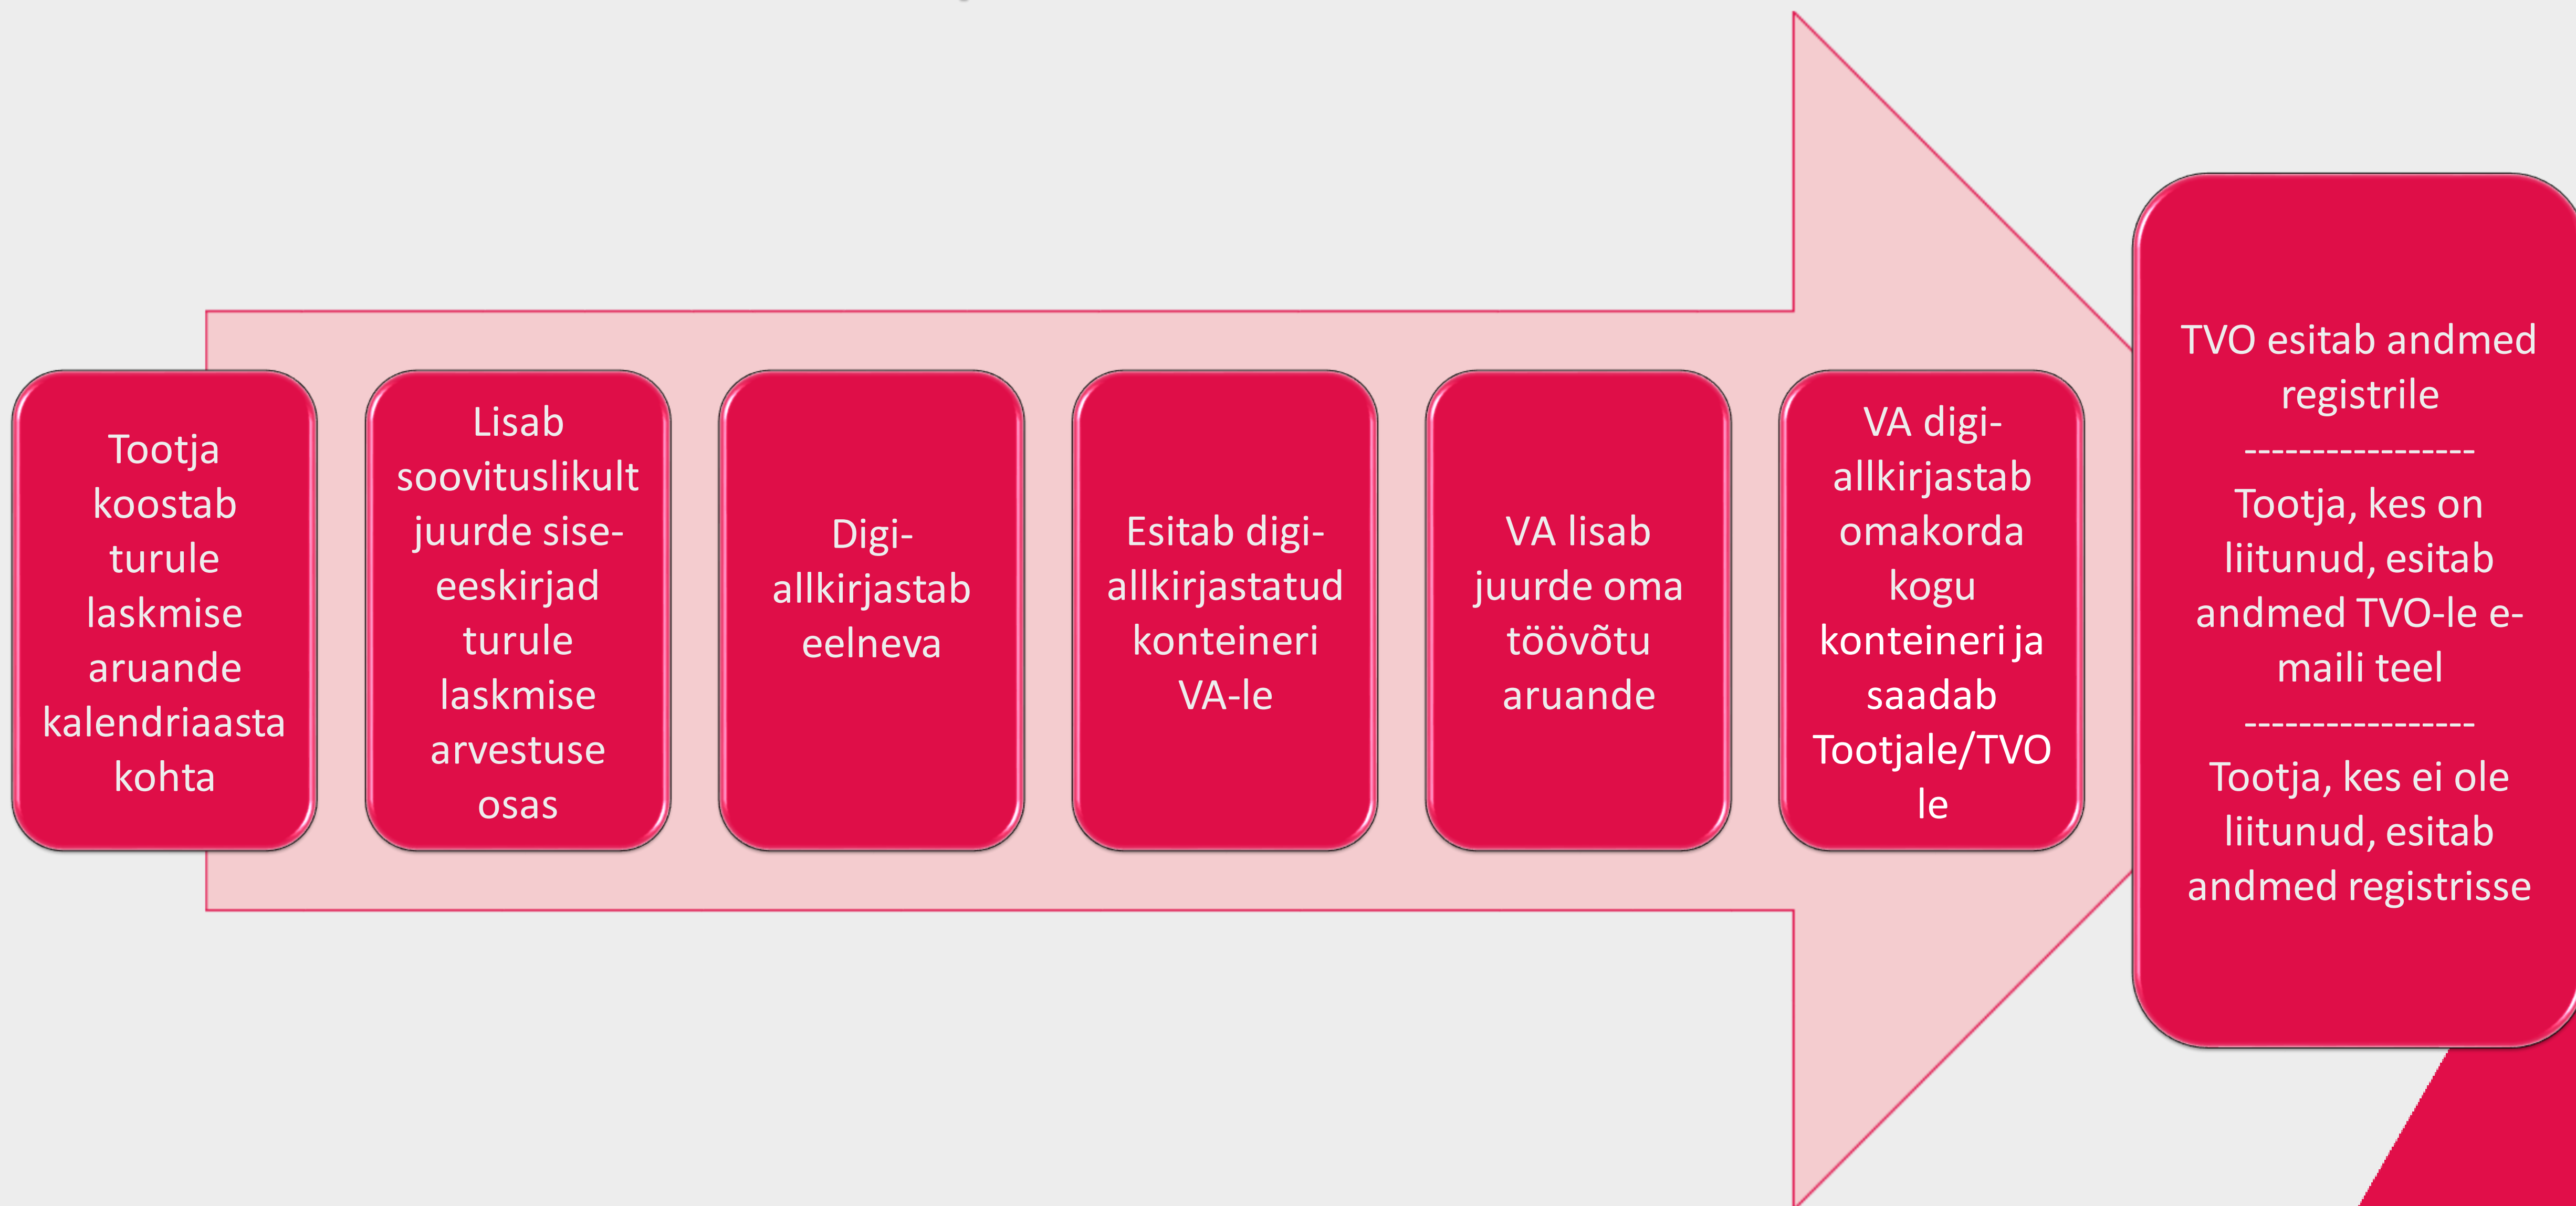 Tootja
koostab
turule
laskmise
aruande
kalendriaasta
kohta
Lisab
soovituslikult
juurde sise-
eeskirjad
turule
laskmise
arvestuse
osas
Digi-
allkirjastab
eelneva
Esitab digi-
allkirjastatud
konteineri
VA-le
VA lisab
juurde oma
töövõtu
aruande
VA digi-
allkirjastab
omakorda
kogu
konteineri ja
saadab
Tootjale/TVO
le
TVO esitab andmed
registrile
-----------------
Tootja, kes on
liitunud, esitab
andmed TVO-le e-
maili teel
-----------------
Tootja, kes ei ole
liitunud, esitab
andmed registrisse